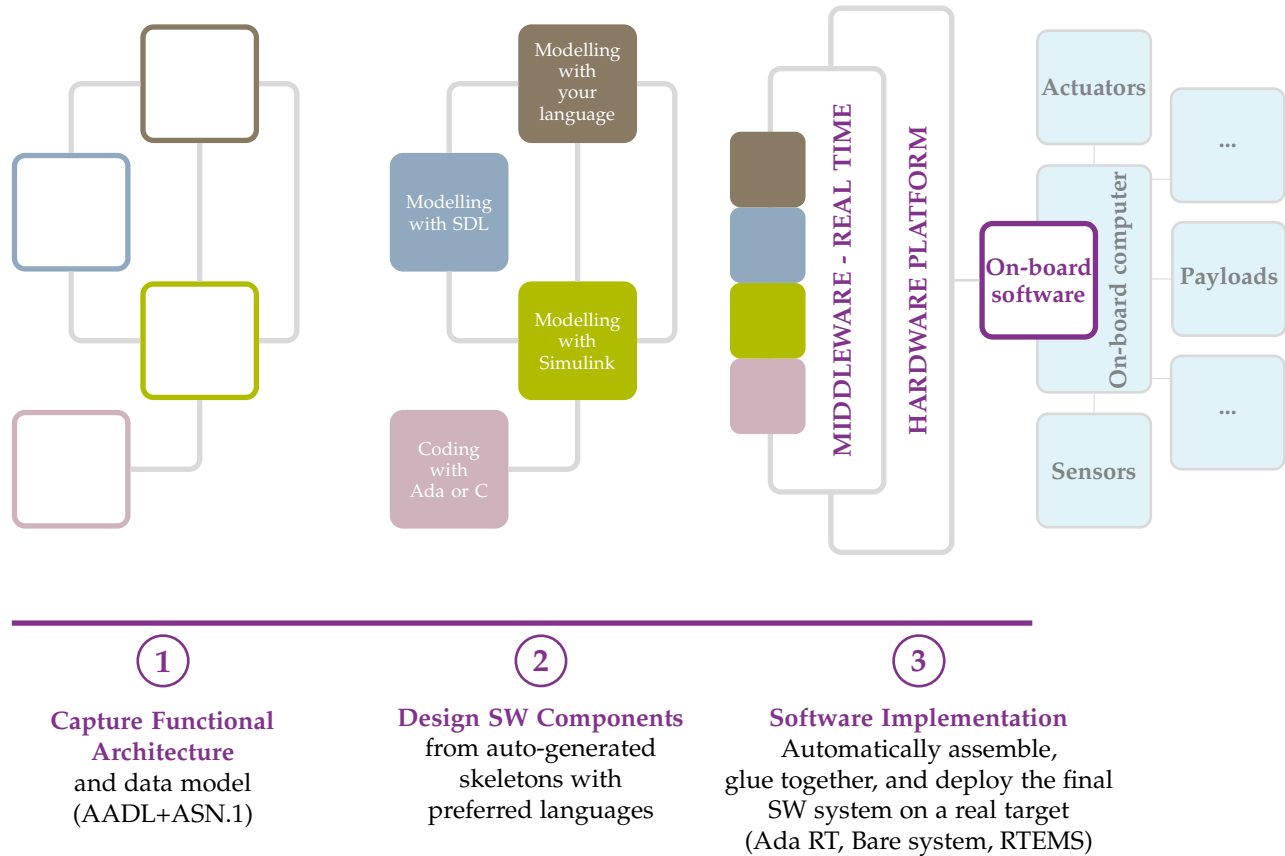 Modelling
with
your
language
Modelling
with SDL
Modelling
with
Simulink
Coding
with
Ada or C
MIDDLEWARE - REAL TIME
HARDWARE PLATFORM
On-board
software
On-board computer
Actuators
...
Payloads
...
Sensors
1
Capture Functional
Architecture
and data model
(AADL+ASN.1)
2
Design SW Components
from auto-generated
skeletons with
preferred languages
3
Software Implementation
Automatically assemble,
glue together, and deploy the final
SW system on a real target
(Ada RT, Bare system, RTEMS)